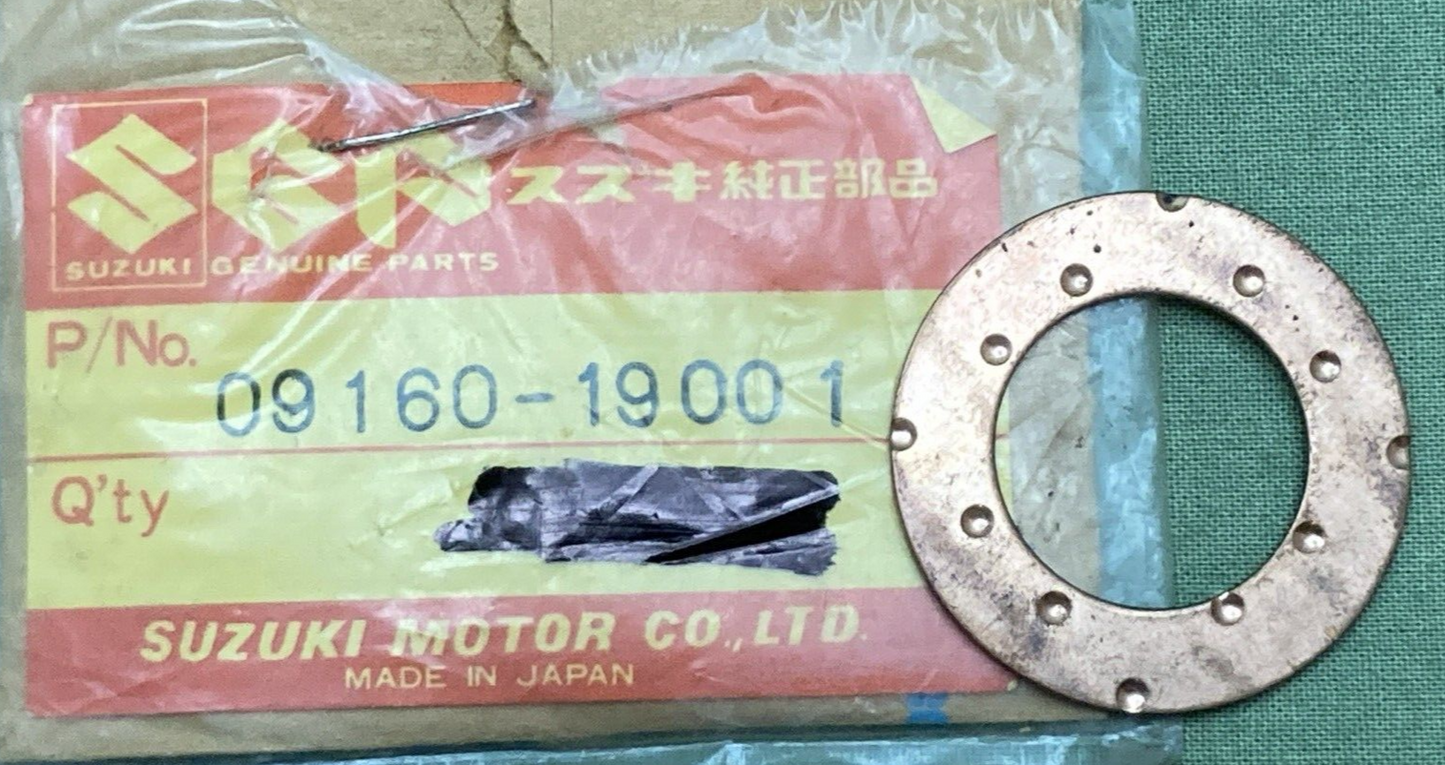 SGP スズキ純正部品
SUZUKI GENUINE PARTS
P/No.
09160-19001
Q'ty
SUZUKI MOTOR CO., LTD.
MADE IN JAPAN